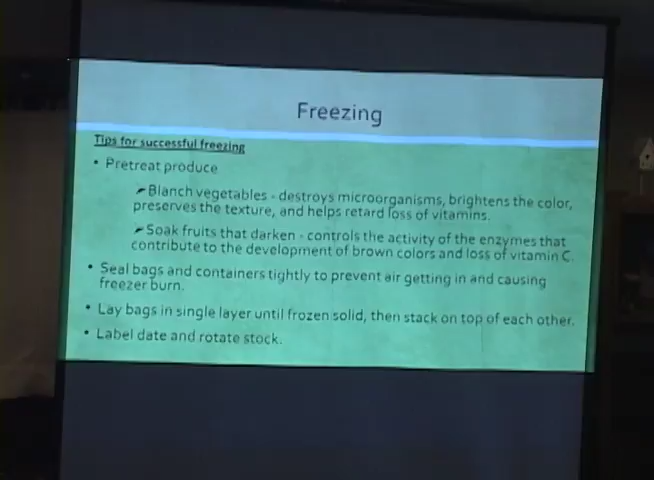 Freezing
Tips for successful freezing
• Pretreat produce
➢Blanch vegetables - destroys microorganisms, brightens the color,
preserves the texture, and helps retard loss of vitamins.
➢Soak fruits that darken - controls the activity of the enzymes that
contribute to the development of brown colors and loss of vitamin C.
• Seal bags and containers tightly to prevent air getting in and causing
freezer burn.
• Lay bags in single layer until frozen solid, then stack on top of each other.
• Label date and rotate stock.